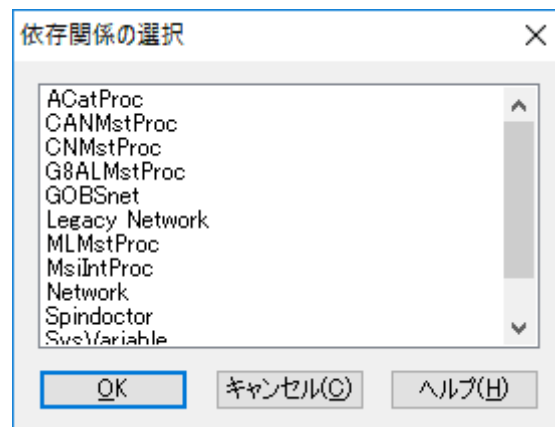 依存関係の選択
ACatProc
CANMstProc
CNMstProc
G8ALMstProc
GOBSnet
Legacy Network
MLMstProc
MsiIntProc
Network
Spindoctor
SysVariable
OK
キャンセル(C)
ヘルプ(H)